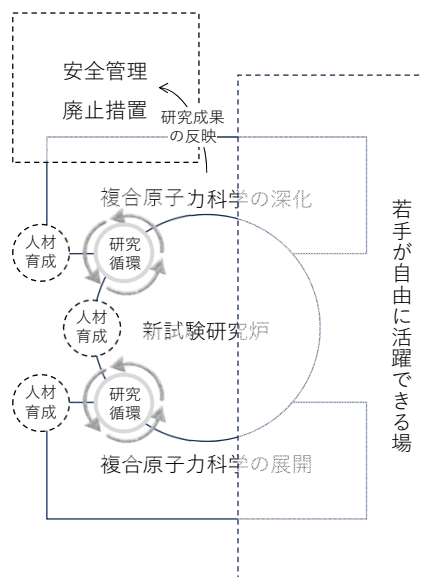 安全管理
廃止措置
研究成果
の反映
複合原子力科学の深化
人材
育成
研究
循環
人材
育成
新試験研究炉
人材
育成
研究
循環
複合原子力科学の展開
若手が自由に活躍できる場